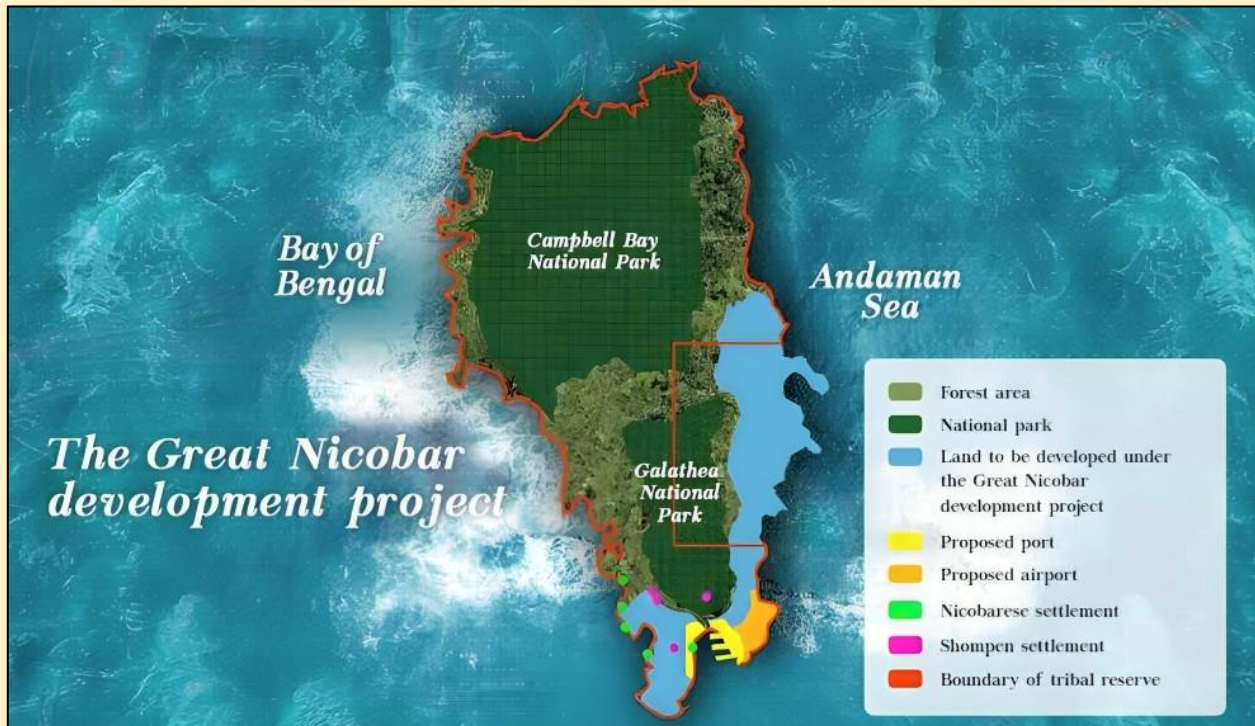 Campbell Bay
National Park
Bay of
Bengal
Andaman
Sea
The Great Nicobar
development project
Galathea
National
Park
Forest area
National park
Land to be developed under
the Great Nicobar
development project
Proposed port
Proposed airport
Nicobarese settlement
Shompen settlement
Boundary of tribal reserve